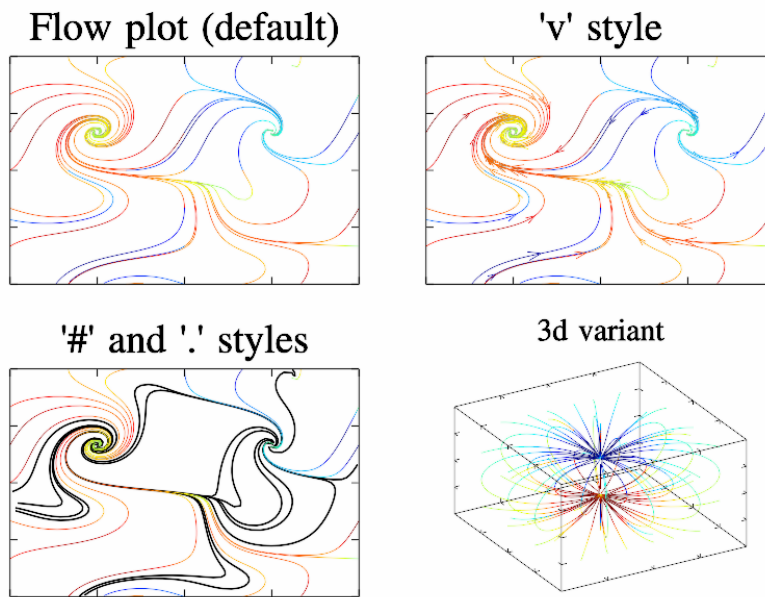 Flow plot (default)
'v' style
'#' and '.' styles
3d variant